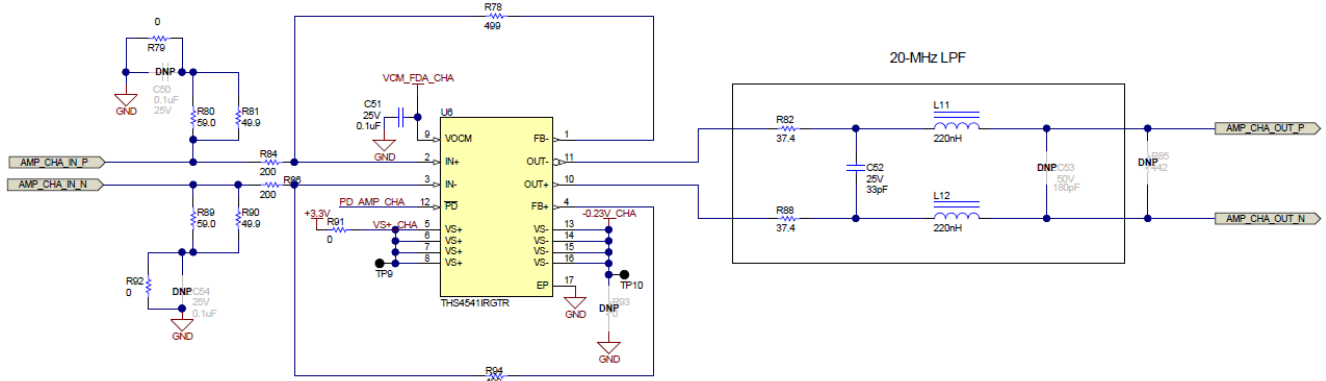 R78
499
0
R79
DNP
C50
0.1uF
25V
GND
R80
59.0
R81
49.9
VCM_FDA_CHA
C51
25V
0.1uF
GND
U6
9
VOCM
FB-
1
AMP_CHA_IN_P
R84
200
2
IN+
OUT-
11
AMP_CHA_IN_N
R86
200
3
IN-
OUT+
10
PD_AMP_CHA
12
PD
FB+
4
R89
59.0
R90
49.9
+3.3V
R91
0
VS+_CHA
5
VS+
6
VS+
7
VS+
8
VS+
TP9
-0.23V_CHA
VS-
13
VS-
14
VS-
15
VS-
16
TP10
EP
17
GND
THS4541IRGTR
DNP
R93
0
GND
R92
0
DNP
C54
25V
0.1uF
GND
R94
20-MHz LPF
R82
37.4
L11
220nH
C52
25V
33pF
DNP
C53
50V
180pF
DNP
R85
442
R88
37.4
L12
220nH
AMP_CHA_OUT_P
AMP_CHA_OUT_N